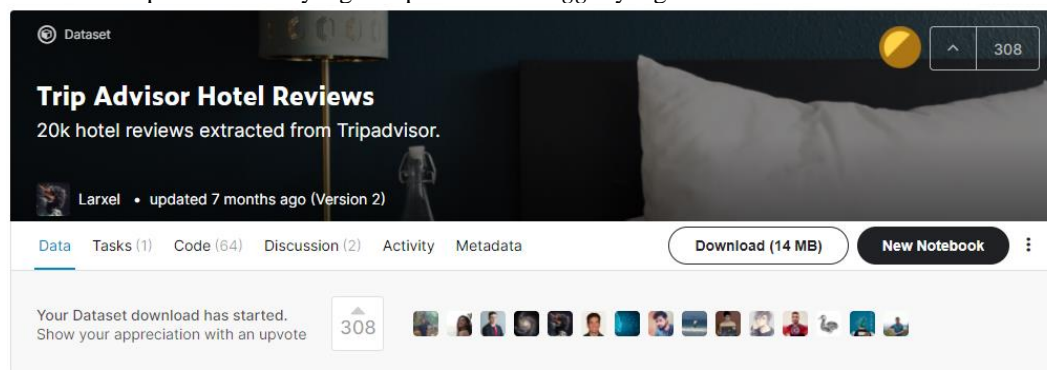 Dataset
308
Trip Advisor Hotel Reviews
20k hotel reviews extracted from Tripadvisor.
Larxel • updated 7 months ago (Version 2)
Data Tasks (1) Code (64) Discussion (2) Activity Metadata Download (14 MB) New Notebook
Your Dataset download has started.
Show your appreciation with an upvote
308